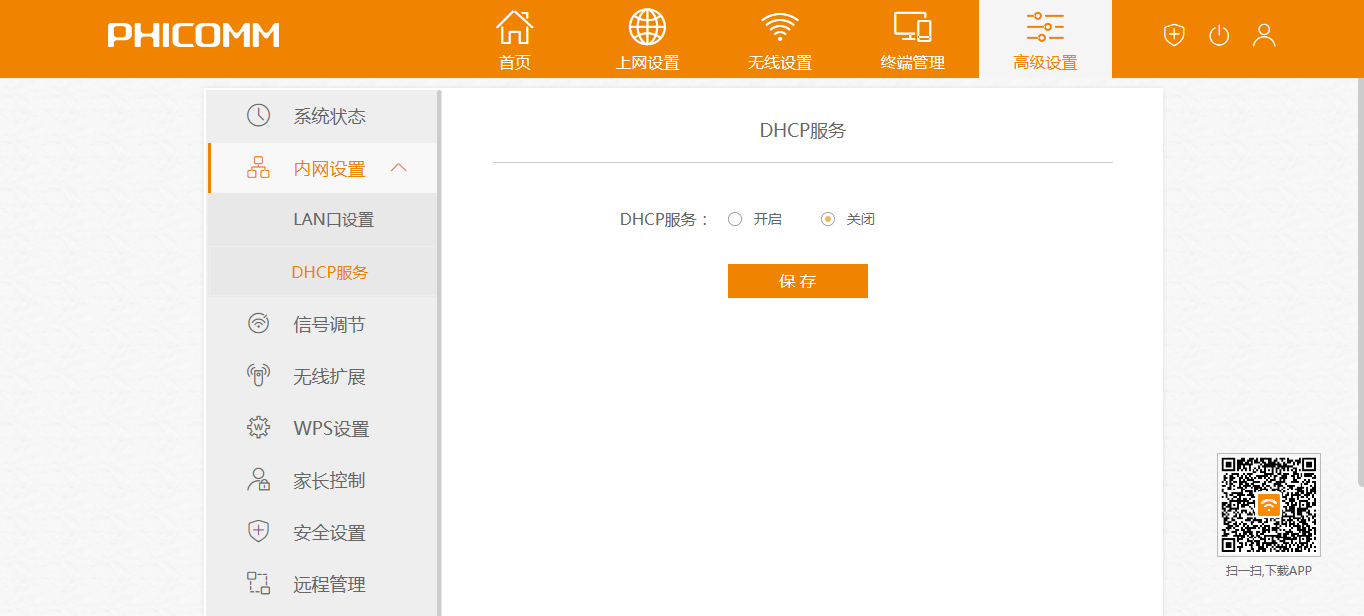 PHICOMM
首页
上网设置
无线设置
终端管理
高级设置
系统状态
内网设置
LAN口设置
DHCP服务
信号调节
无线扩展
WPS设置
家长控制
安全设置
远程管理
DHCP服务
DHCP服务： 开启 关闭
保 存
扫一扫,下载APP